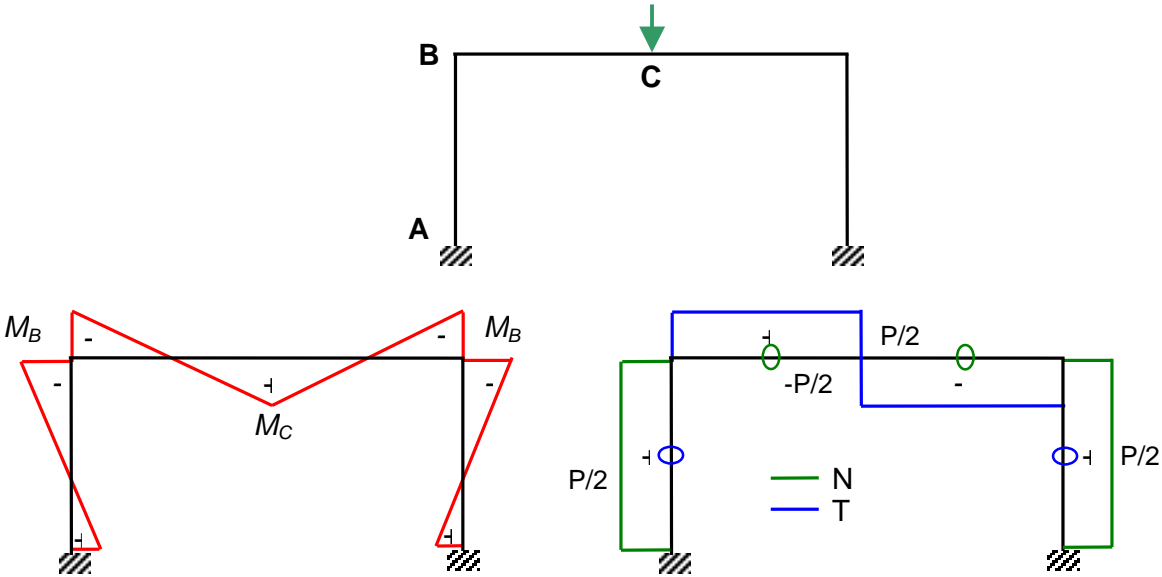 B
C
A
M_B
M_B
-
-
-
-
+
M_C
+
+
P/2
+
-P/2
-
+
+
P/2
P/2
N
T